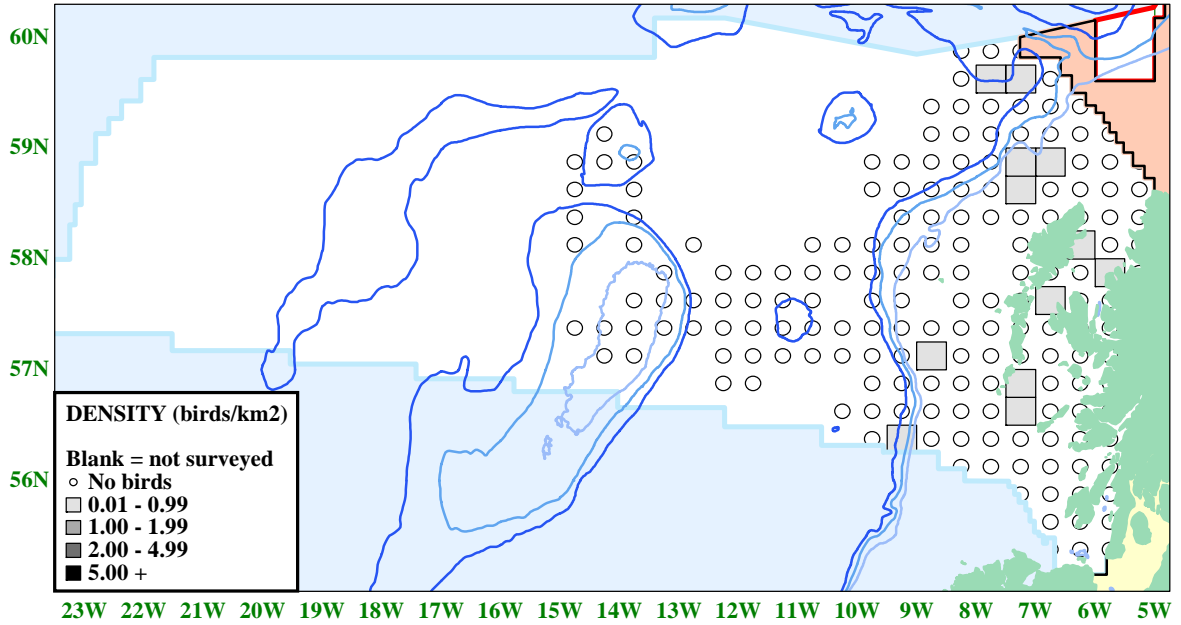 60N
59N
58N
57N
56N
DENSITY (birds/km2)
Blank = not surveyed
No birds
0.01 - 0.99
1.00 - 1.99
2.00 - 4.99
5.00 +
23W 22W 21W 20W 19W 18W 17W 16W 15W 14W 13W 12W 11W 10W 9W 8W 7W 6W 5W